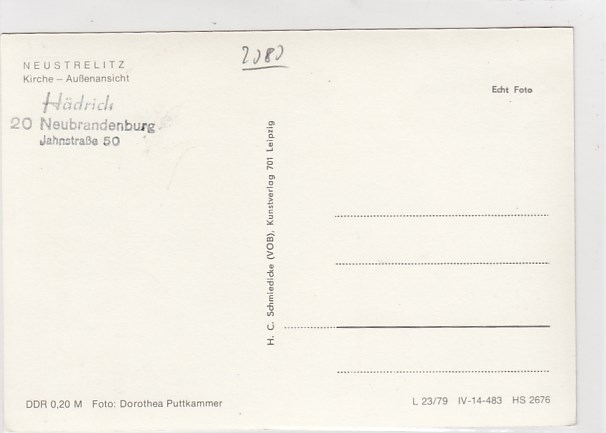 2080
NEUSTRELITZ
Kirche – Außenansicht
Hädrich
20 Neubrandenburg
Jahnstraße 50
Echt Foto
H. C. Schmiedicke (VOB), Kunstverlag 701 Leipzig
DDR 0,20 M Foto: Dorothea Puttkammer
L 23/79 IV-14-483 HS 2676